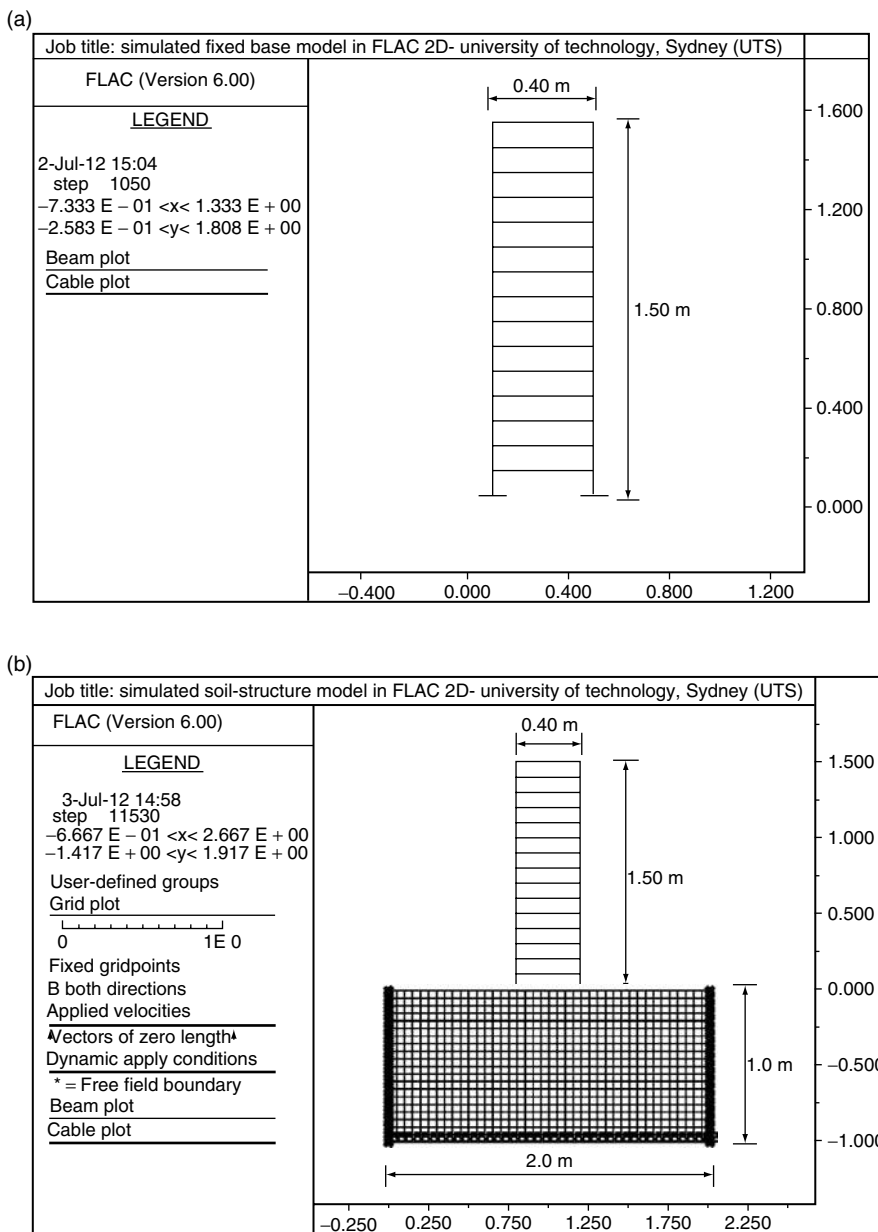 (a)
Job title: simulated fixed base model in FLAC 2D- university of technology, Sydney (UTS)
FLAC (Version 6.00)
LEGEND
2-Jul-12 15:04
step 1050
−7.333 E − 01 <x< 1.333 E + 00
−2.583 E − 01 <y< 1.808 E + 00
Beam plot
Cable plot
0.40 m
1.50 m
1.600
1.200
0.800
0.400
0.000
−0.400 0.000 0.400 0.800 1.200
(b)
Job title: simulated soil-structure model in FLAC 2D- university of technology, Sydney (UTS)
FLAC (Version 6.00)
LEGEND
3-Jul-12 14:58
step 11530
−6.667 E − 01 <x< 2.667 E + 00
−1.417 E + 00 <y< 1.917 E + 00
User-defined groups
Grid plot
0 1E 0
Fixed gridpoints
B both directions
Applied velocities
Vectors of zero length
Dynamic apply conditions
* = Free field boundary
Beam plot
Cable plot
0.40 m
1.50 m
1.0 m
2.0 m
1.500
1.000
0.500
0.000
−0.500
−1.000
−0.250 0.250 0.750 1.250 1.750 2.250